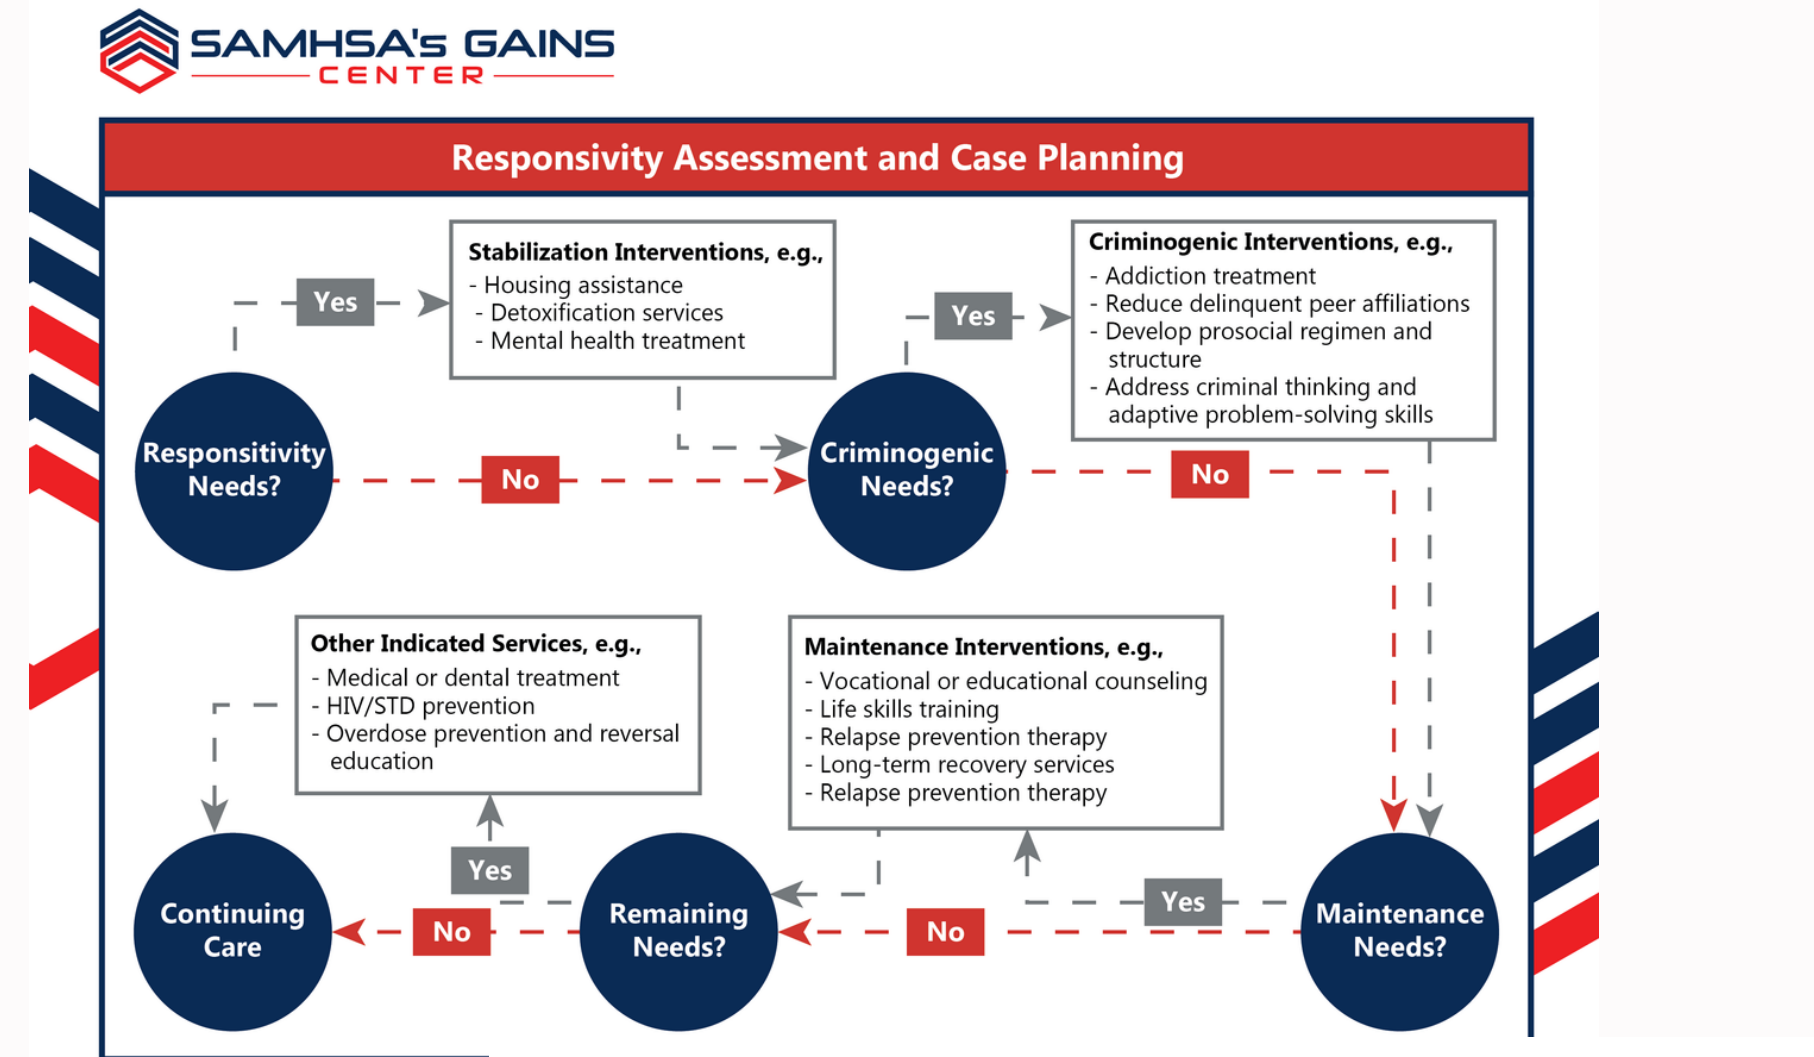 SAMHSA's GAINS
CENTER
Responsivity Assessment and Case Planning
Yes
Stabilization Interventions, e.g.,
- Housing assistance
- Detoxification services
- Mental health treatment
Yes
Criminogenic Interventions, e.g.,
- Addiction treatment
- Reduce delinquent peer affiliations
- Develop prosocial regimen and
structure
- Address criminal thinking and
adaptive problem-solving skills
Responsitivity
Needs?
No
Criminogenic
Needs?
No
Other Indicated Services, e.g.,
- Medical or dental treatment
- HIV/STD prevention
- Overdose prevention and reversal
education
Maintenance Interventions, e.g.,
- Vocational or educational counseling
- Life skills training
- Relapse prevention therapy
- Long-term recovery services
- Relapse prevention therapy
Continuing
Care
Yes
No
Remaining
Needs?
No
Yes
Maintenance
Needs?